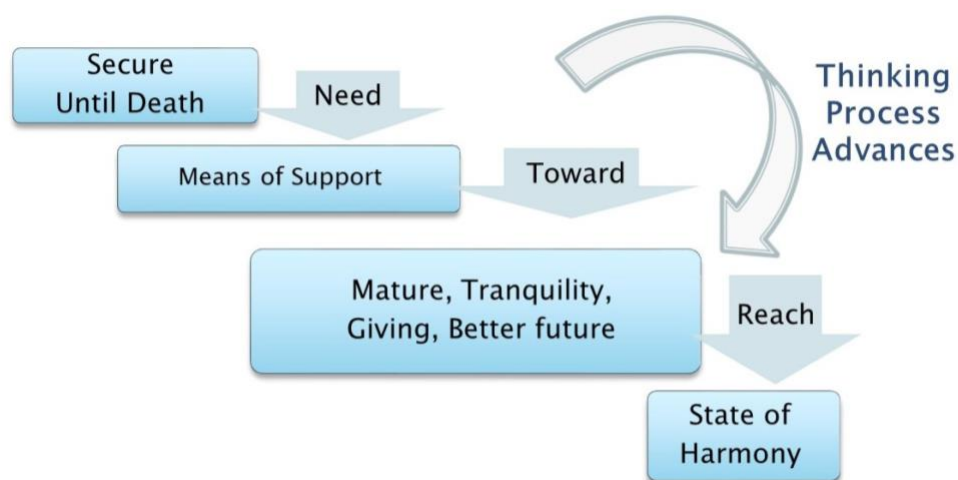 Secure
Until Death
Need
Thinking
Process
Advances
Means of Support
Toward
Mature, Tranquility,
Giving, Better future
Reach
State of
Harmony